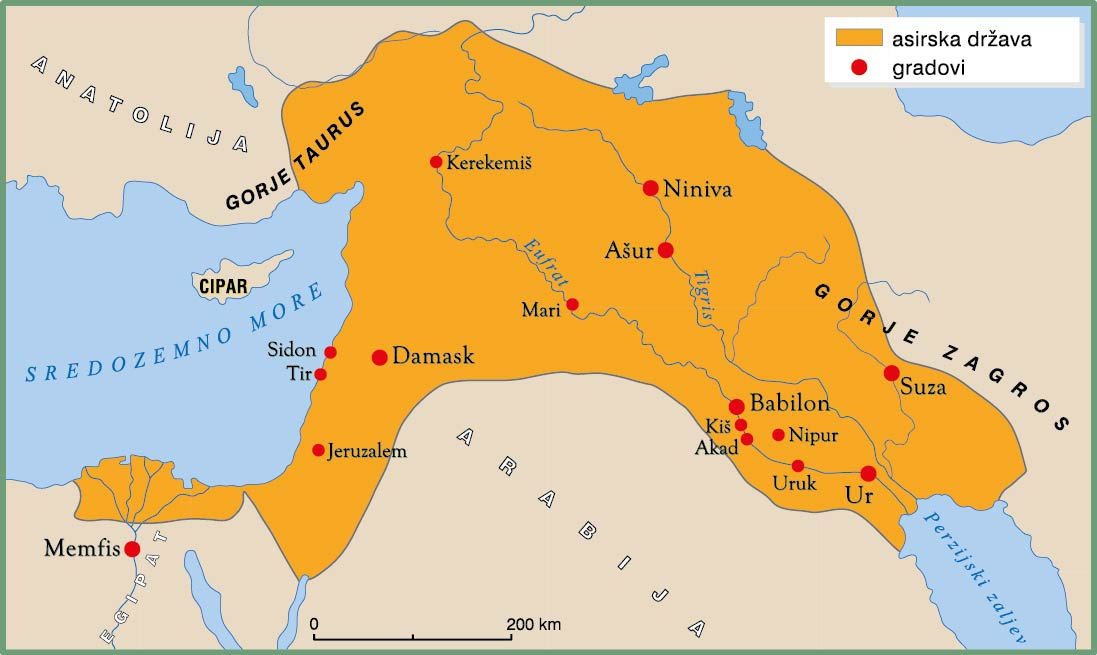 asirska država
gradovi
ANATOLIJA
GORJE TAURUS
Kerekemiš
Niniva
Ašur
Eufrat
Tigris
Mari
CIPAR
SREDOZEMNO MORE
GORJE ZAGROS
Sidon
Tir
Damask
Suza
Babilon
Kiš
Akad
Nipur
Jeruzalem
Uruk
Ur
ARABIJA
Perzijski zaljev
Memfis
EGIPAT
0 200 km